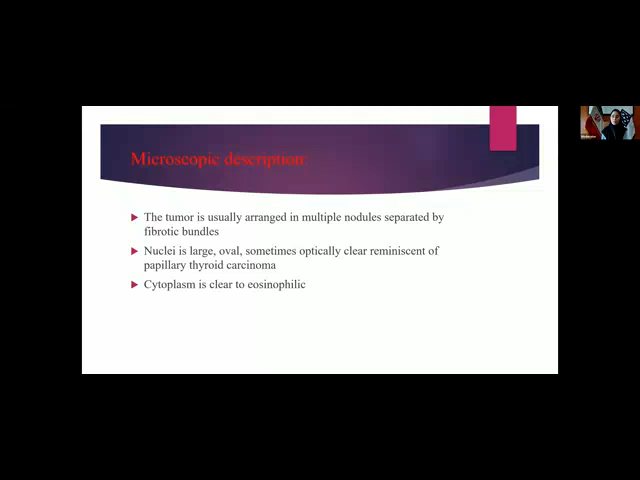 Microscopic description:
The tumor is usually arranged in multiple nodules separated by
fibrotic bundles
Nuclei is large, oval, sometimes optically clear reminiscent of
papillary thyroid carcinoma
Cytoplasm is clear to eosinophilic